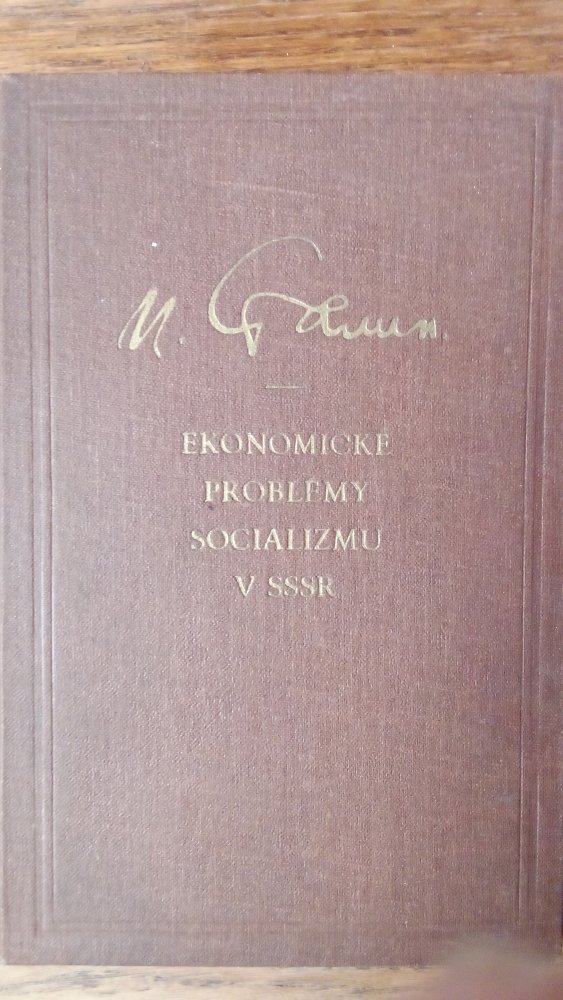 И. Сталин.
EKONOMICKÉ
PROBLÉMY
SOCIALIZMU
V SSSR